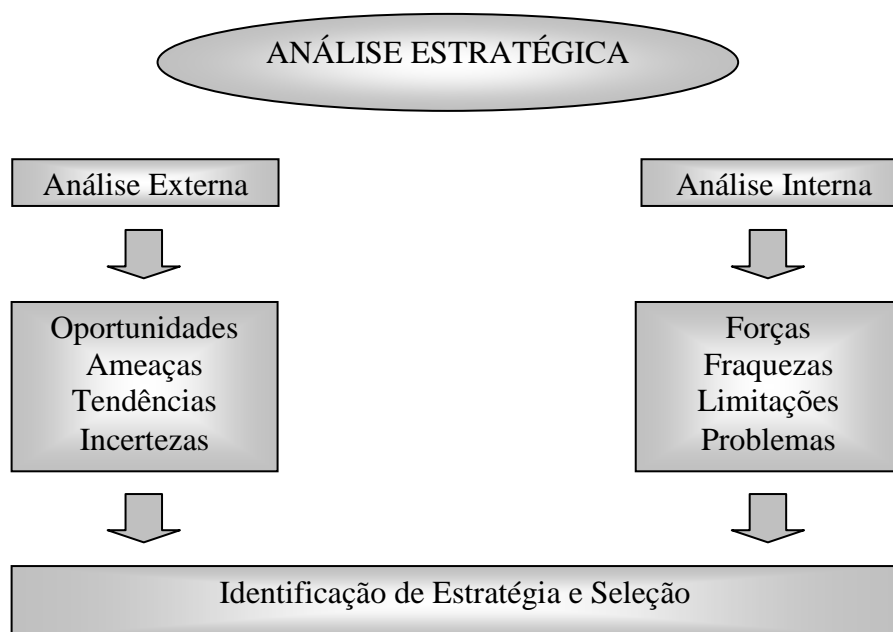 ANÁLISE ESTRATÉGICA
Análise Externa
Análise Interna
Oportunidades
Ameaças
Tendências
Incertezas
Forças
Fraquezas
Limitações
Problemas
Identificação de Estratégia e Seleção